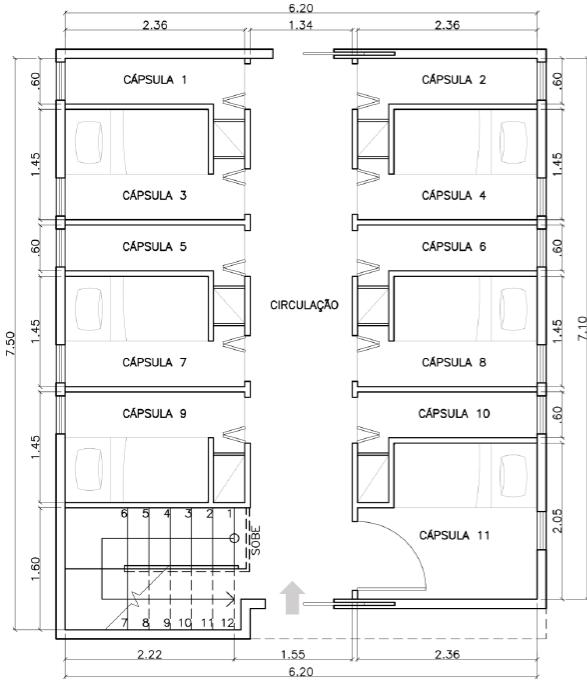 6.20
2.36 1.34 2.36
.60 CÁPSULA 1 CÁPSULA 2 .60
1.45 CÁPSULA 3 CÁPSULA 4 1.45
.60 CÁPSULA 5 CÁPSULA 6 .60
CIRCULAÇÃO
7.50 7.10
1.45 CÁPSULA 7 CÁPSULA 8 1.45
CÁPSULA 9 CÁPSULA 10 .60
1.45
6 5 4 3 2 1
SOBE
CÁPSULA 11 2.05
1.60
7 8 9 10 11 12
2.22 1.55 2.36
6.20